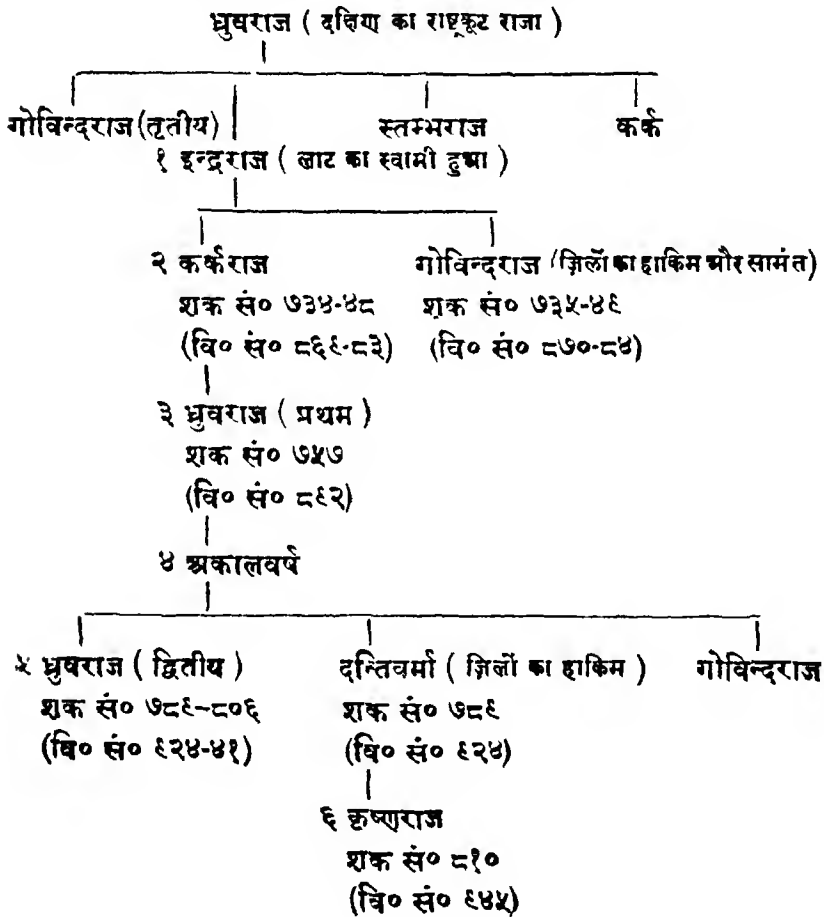 ध्रुवराज ( दक्षिण का राष्ट्रकूट राजा )
गोविन्दराज (तृतीय) स्तम्भराज कर्क
१ इन्द्रराज ( लाट का स्वामी हुआ )
२ कर्कराज गोविन्दराज (ज़िलों का हाकिम और सामंत)
शक सं० ७३४-४८ शक सं० ७३५-४९
(वि० सं० ८६९-८३) (वि० सं० ८७०-८४)
३ ध्रुवराज ( प्रथम )
शक सं० ७५७
(वि० सं० ८९२)
४ अकालवर्ष
५ ध्रुवराज ( द्वितीय ) दन्तिवर्मा ( ज़िलों का हाकिम ) गोविन्दराज
शक सं० ७८९-८०६ शक सं० ७८९
(वि० सं० ९२४-४१) (वि० सं० ९२४)
६ कृष्णराज
शक सं० ८१०
(वि० सं० ९४५)